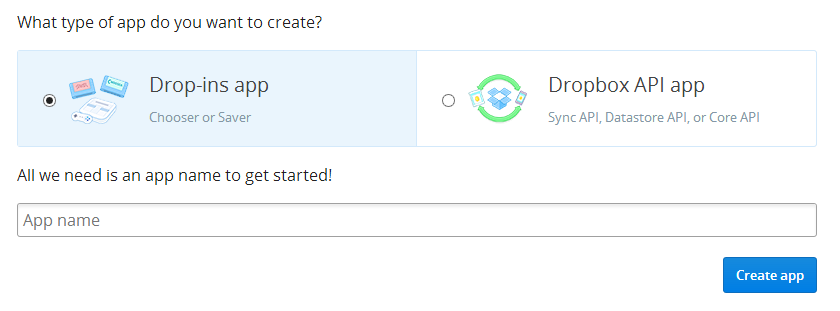 What type of app do you want to create?
Drop-ins app
Chooser or Saver
Dropbox API app
Sync API, Datastore API, or Core API
All we need is an app name to get started!
App name
Create app